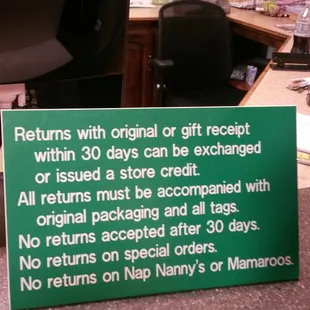 Returns with original or gift receipt
within 30 days can be exchanged
or issued a store credit.
All returns must be accompanied with
original packaging and all tags.
No returns accepted after 30 days.
No returns on special orders.
No returns on Nap Nanny's or Mamaroos.